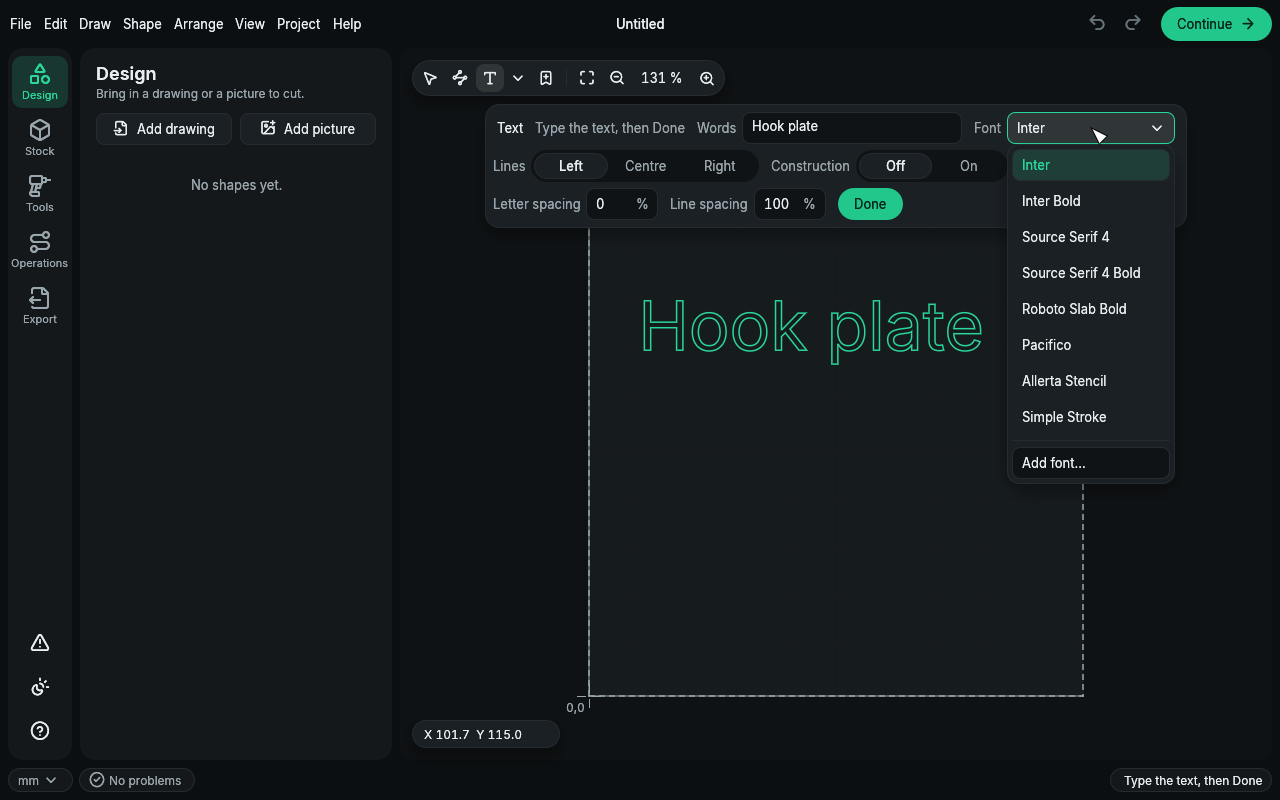 File Edit Draw Shape Arrange View Project Help
Untitled
Continue
Design
Stock
Tools
Operations
Export
Design
Bring in a drawing or a picture to cut.
Add drawing
Add picture
No shapes yet.
131 %
Text Type the text, then Done Words Hook plate Font Inter
Lines Left Centre Right Construction Off On
Letter spacing 0 % Line spacing 100 % Done
Inter
Inter Bold
Source Serif 4
Source Serif 4 Bold
Roboto Slab Bold
Pacifico
Allerta Stencil
Simple Stroke
Add font...
Hook plate
0,0
X 101.7 Y 115.0
mm
No problems
Type the text, then Done